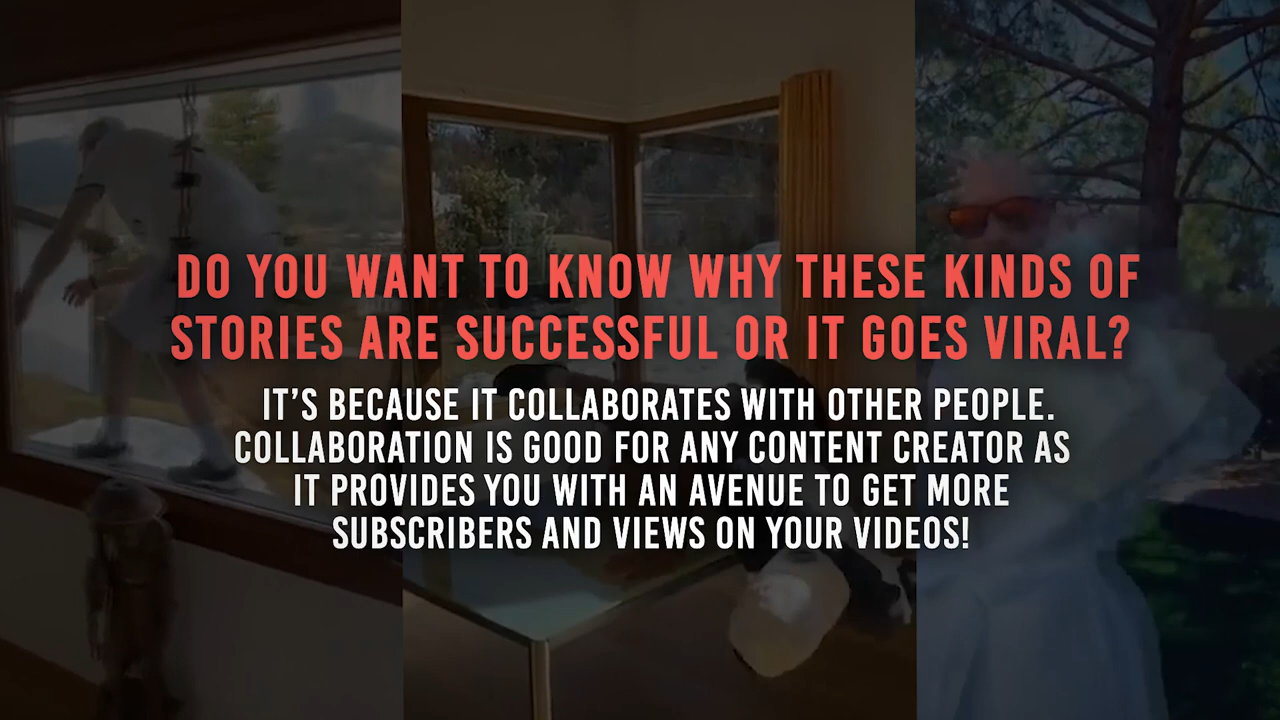 DO YOU WANT TO KNOW WHY THESE KINDS OF
STORIES ARE SUCCESSFUL OR IT GOES VIRAL?
IT'S BECAUSE IT COLLABORATES WITH OTHER PEOPLE.
COLLABORATION IS GOOD FOR ANY CONTENT CREATOR AS
IT PROVIDES YOU WITH AN AVENUE TO GET MORE
SUBSCRIBERS AND VIEWS ON YOUR VIDEOS!